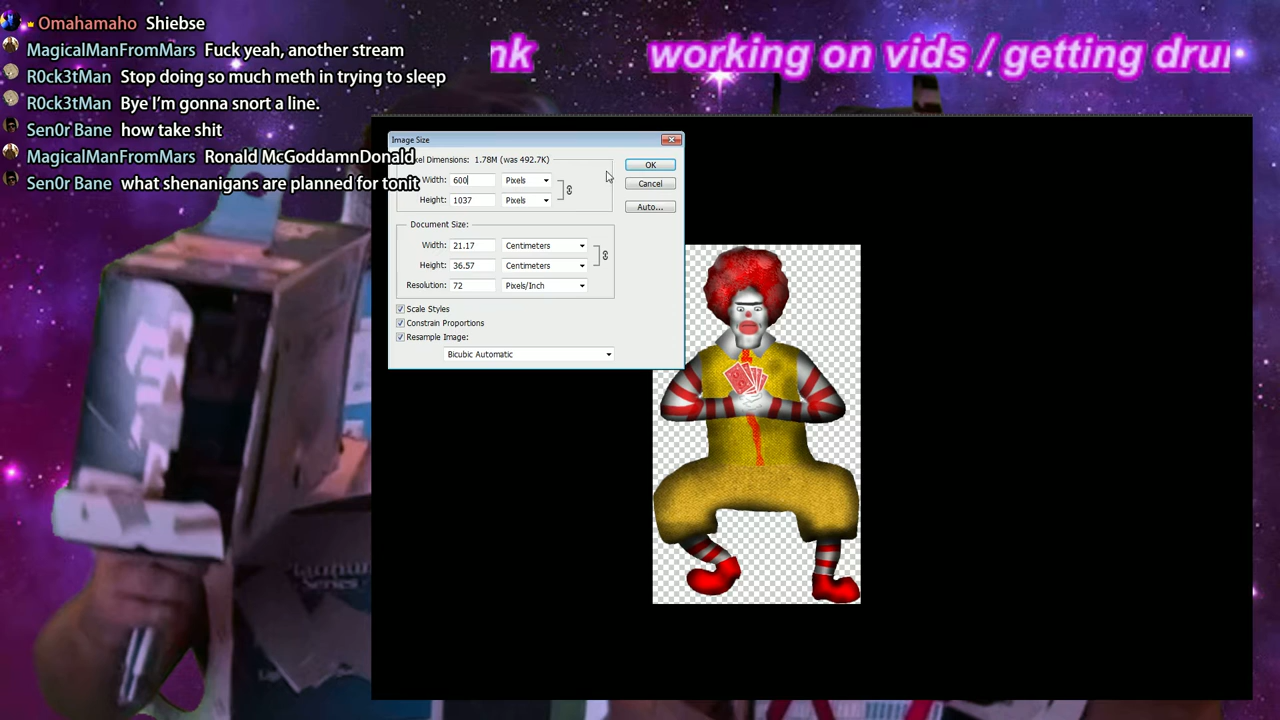 Omahamaho Shiebse
MagicalManFromMars Fuck yeah, another stream
R0ck3tMan Stop doing so much meth in trying to sleep
R0ck3tMan Bye I'm gonna snort a line.
Sen0r Bane how take shit
MagicalManFromMars Ronald McGoddamnDonald
Sen0r Bane what shenanigans are planned for tonit
nk working on vids / getting dru
Image Size
Dimensions: 1.78M (was 492.7K)
Width: 600 Pixels
Height: 1037 Pixels
OK
Cancel
Auto...
Document Size:
Width: 21.17 Centimeters
Height: 36.57 Centimeters
Resolution: 72 Pixels/Inch
Scale Styles
Constrain Proportions
Resample Image:
Bicubic Automatic
Series